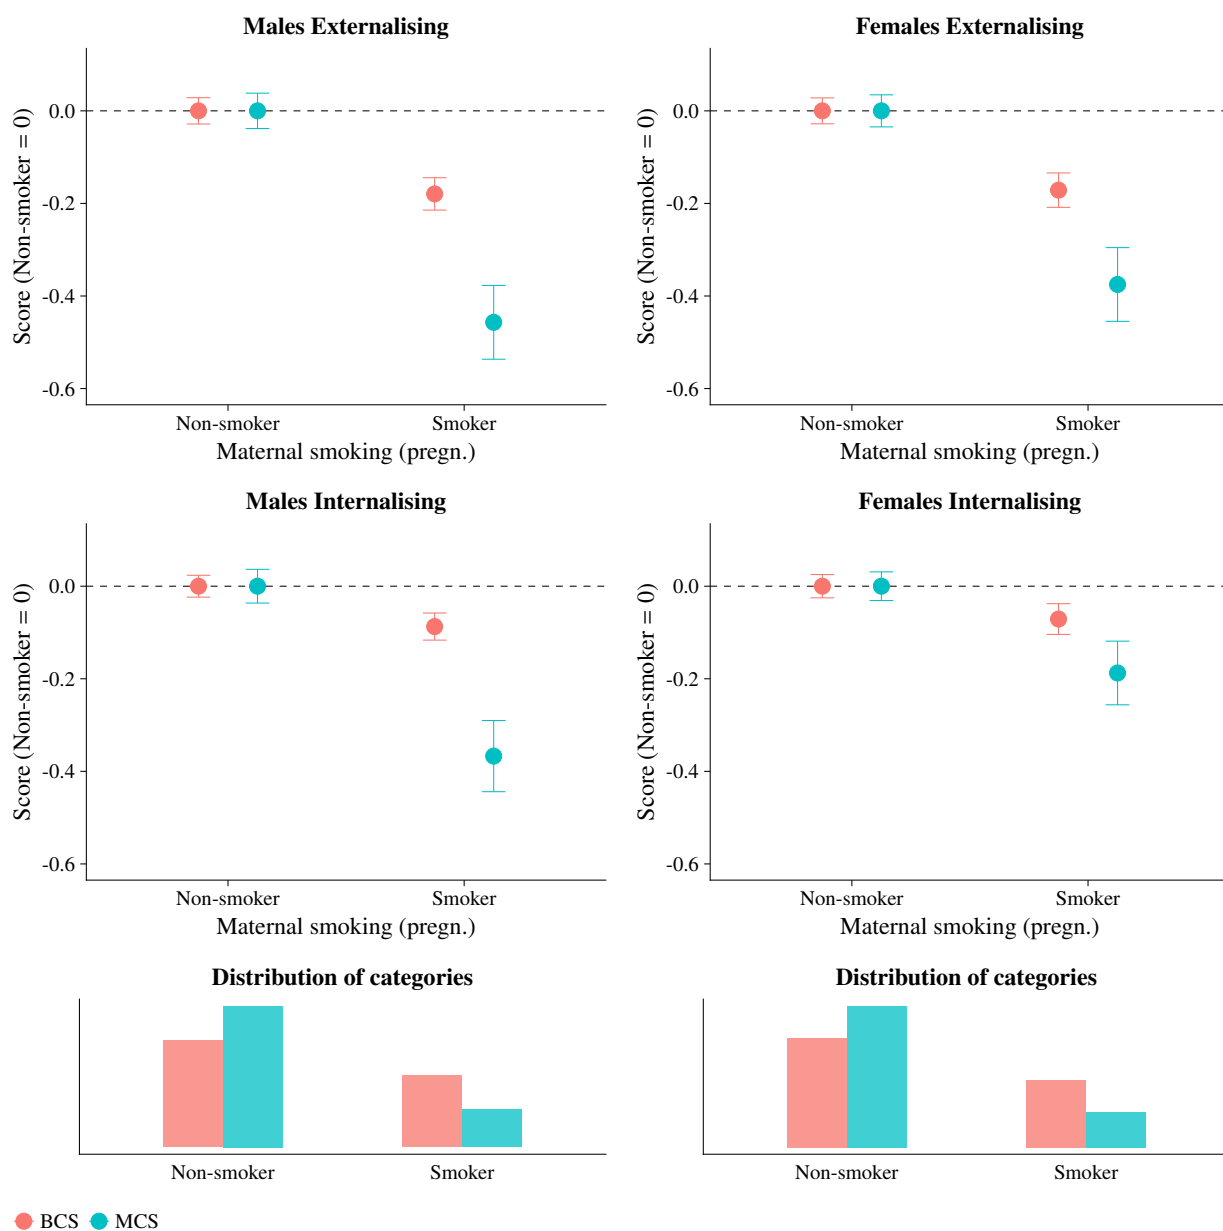 Males Externalising
Score (Non-smoker = 0)
0.0
-0.2
-0.4
-0.6
Non-smoker Smoker
Maternal smoking (pregn.)
Females Externalising
Score (Non-smoker = 0)
0.0
-0.2
-0.4
-0.6
Non-smoker Smoker
Maternal smoking (pregn.)
Males Internalising
Score (Non-smoker = 0)
0.0
-0.2
-0.4
-0.6
Non-smoker Smoker
Maternal smoking (pregn.)
Females Internalising
Score (Non-smoker = 0)
0.0
-0.2
-0.4
-0.6
Non-smoker Smoker
Maternal smoking (pregn.)
Distribution of categories
Non-smoker Smoker
Distribution of categories
Non-smoker Smoker
BCS MCS